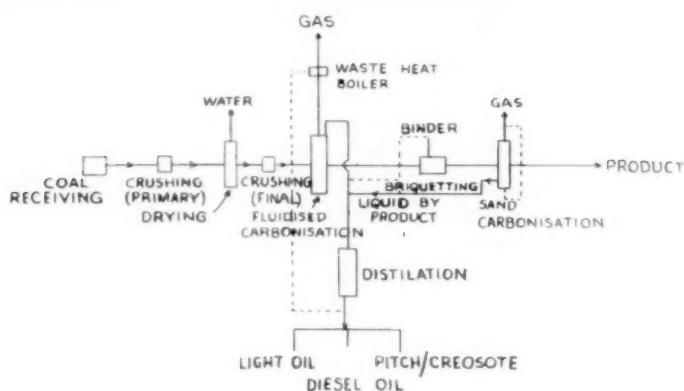 GAS
WASTE HEAT
BOILER
WATER
GAS
BINDER
PRODUCT
COAL
RECEIVING
CRUSHING
(PRIMARY)
DRYING
CRUSHING
(FINAL)
FLUIDISED
CARBONISATION
BRIQUETTING
LIQUID BY
PRODUCT
SAND
CARBONISATION
DISTILATION
LIGHT OIL
DIESEL OIL
PITCH/CREOSOTE